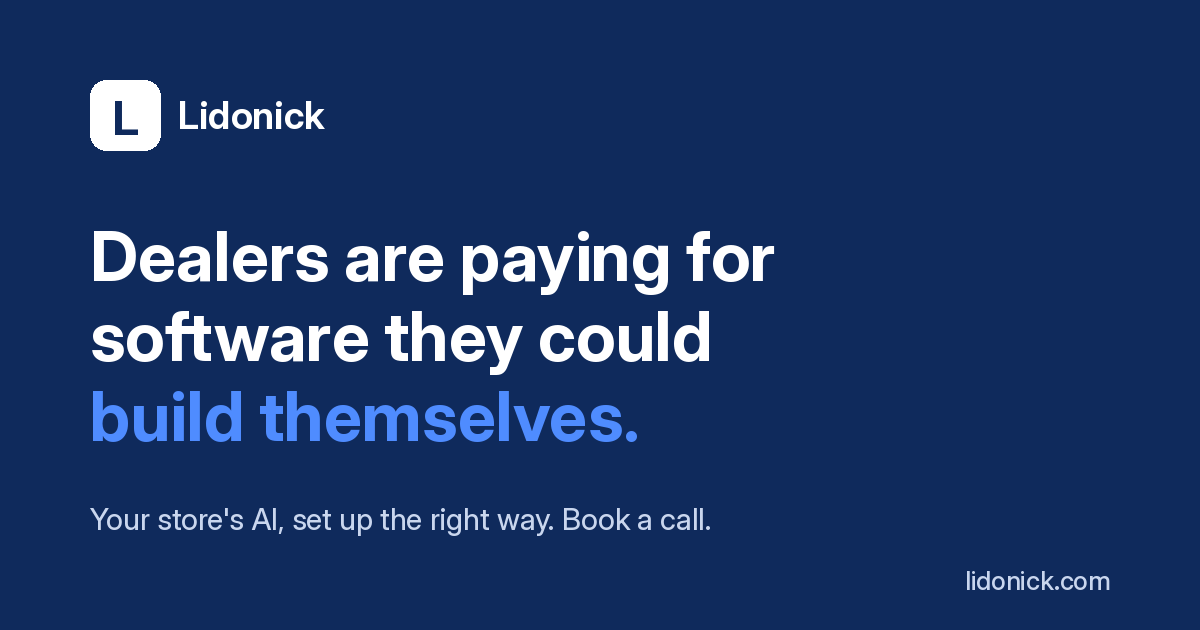 L
Lidonick
Dealers are paying for
software they could
build themselves.
Your store's AI, set up the right way. Book a call.
lidonick.com